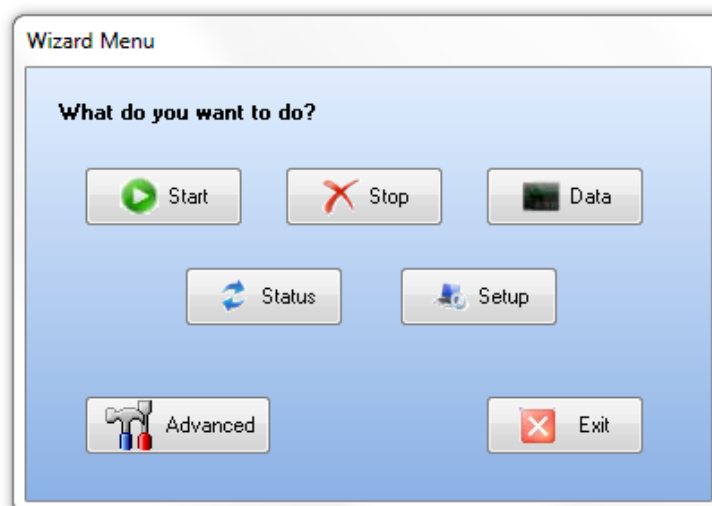 Wizard Menu
What do you want to do?
Start Stop Data
Status Setup
Advanced Exit